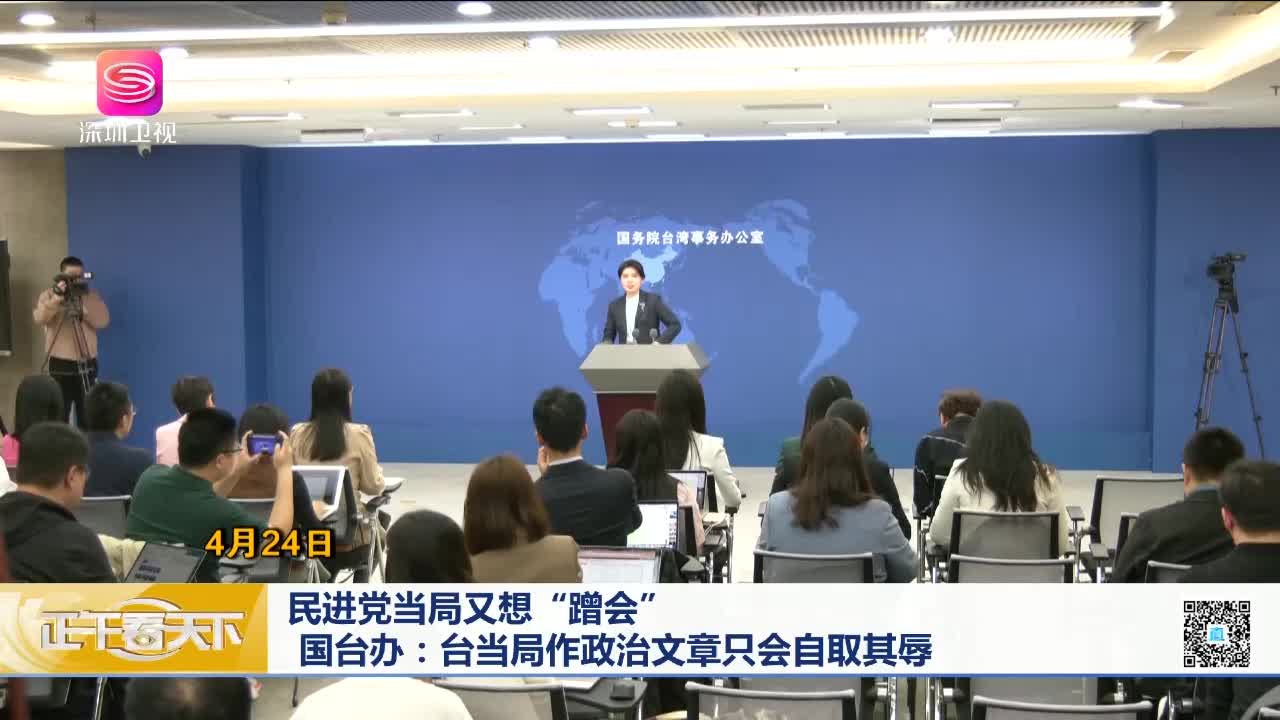 深圳卫视
国务院台湾事务办公室
4月24日
正午看天下
民进党当局又想“蹭会”
国台办：台当局作政治文章只会自取其辱
直